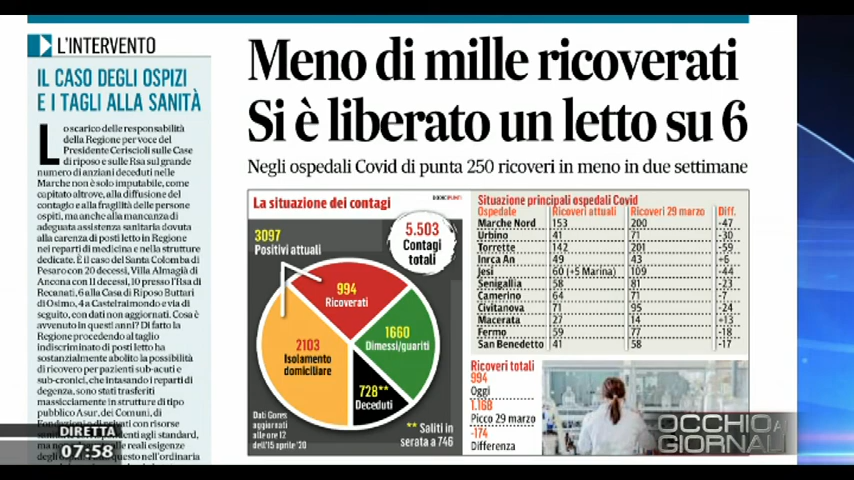 L'INTERVENTO
IL CASO DEGLI OSPIZI
E I TAGLI ALLA SANITÀ
Lo scarico delle responsabilità
della Regione per voce del
Presidente Ceriscioli sulle Case
di riposo e sulle Rsa sul grande
numero di anziani deceduti nelle
Marche non è solo imputabile, come
capitato altrove, alla diffusione del
contagio e alla fragilità delle persone
ospiti, ma anche alla mancanza di
adeguata assistenza sanitaria dovuta
alla carenza di posti letto in Regione
nei reparti di medicina e nella strutture
dedicate. È il caso del Santa Colomba di
Pesaro con 20 decessi, Villa Almagià di
Ancona con 11 decessi, 10 presso l'Rsa di
Recanati, 6 alla Casa di Riposo Buttari
di Osimo, 4 a Castelraimondo e via di
seguito, con dati non aggiornati. Cosa è
avvenuto in questi anni? Di fatto la
Regione procedendo al taglio
indiscriminato di posti letto ha
sostanzialmente abolito la possibilità
di ricovero per pazienti sub-acuti e
sub-cronici, che intasando i reparti di
degenza, sono stati trasferiti
massicciamente in strutture di tipo
pubblico Asur, dei Comuni, di
Meno di mille ricoverati
Si è liberato un letto su 6
Negli ospedali Covid di punta 250 ricoveri in meno in due settimane
La situazione dei contagi
5.503
Contagi
totali
3097
Positivi attuali
994
Ricoverati
2103
Isolamento
domiciliare
1660
Dimessi/guariti
728**
Deceduti
Dati Gores
aggiornati
alle ore 12
dell'15 aprile '20
** Saliti in
serata a 746
Situazione principali ospedali Covid
Ospedale Ricoveri attuali Ricoveri 29 marzo Diff.
Marche Nord 153 200 -47
Urbino 41 71 -30
Torrette 142 201 -59
Inrca An 49 43 +6
Jesi 60 (+5 Marina) 109 -44
Senigallia 58 81 -23
Camerino 64 71 -7
Civitanova 71 95 -24
Macerata 27 14 +13
Fermo 59 77 -18
San Benedetto 41 58 -17
Ricoveri totali
994
Oggi
1.168
Picco 29 marzo
-174
Differenza
OCCHIO AI
GIORNALI
DIRETTA
07:58